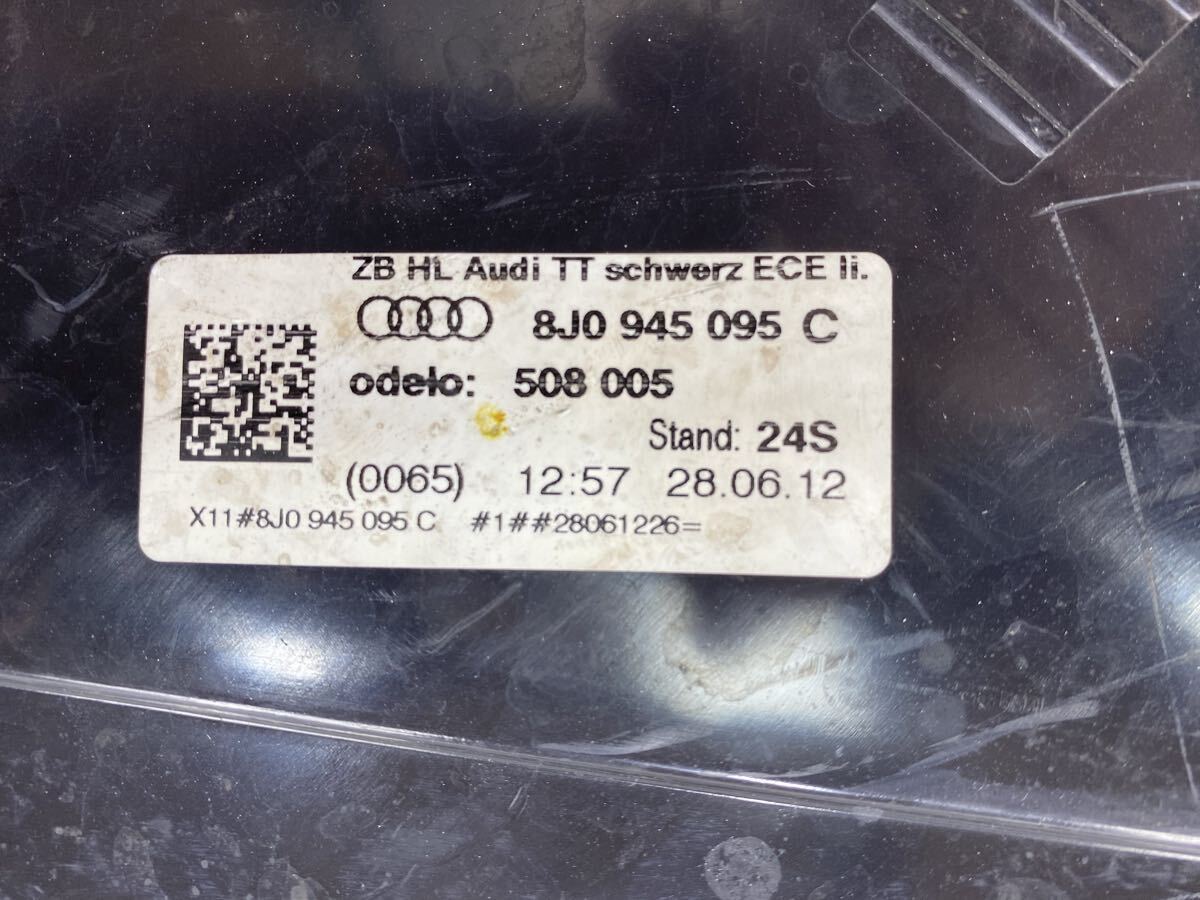 ZB HL Audi TT schwerz ECE li.
8J0 945 095 C
odelo: 508 005
Stand: 24S
(0065) 12:57 28.06.12
X11#8J0 945 095 C #1##28061226=